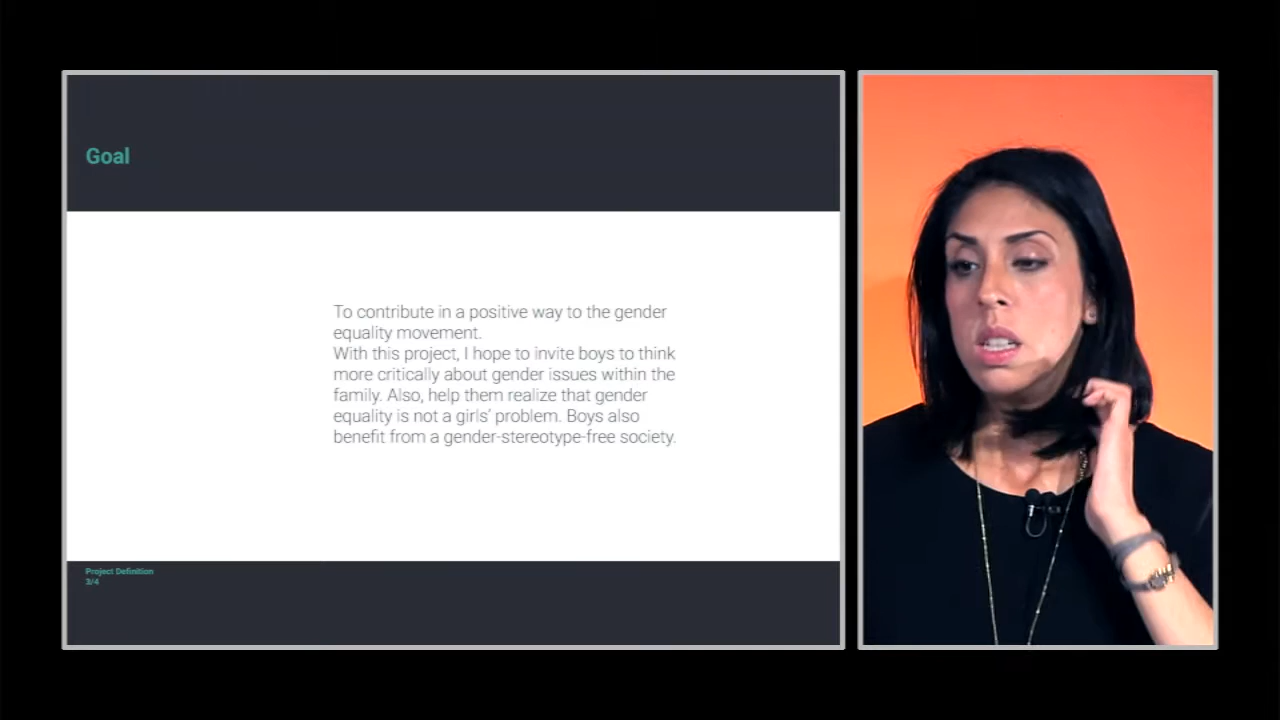 Goal
To contribute in a positive way to the gender
equality movement.
With this project, I hope to invite boys to think
more critically about gender issues within the
family. Also, help them realize that gender
equality is not a girls' problem. Boys also
benefit from a gender-stereotype-free society.
Project Definition
3/4